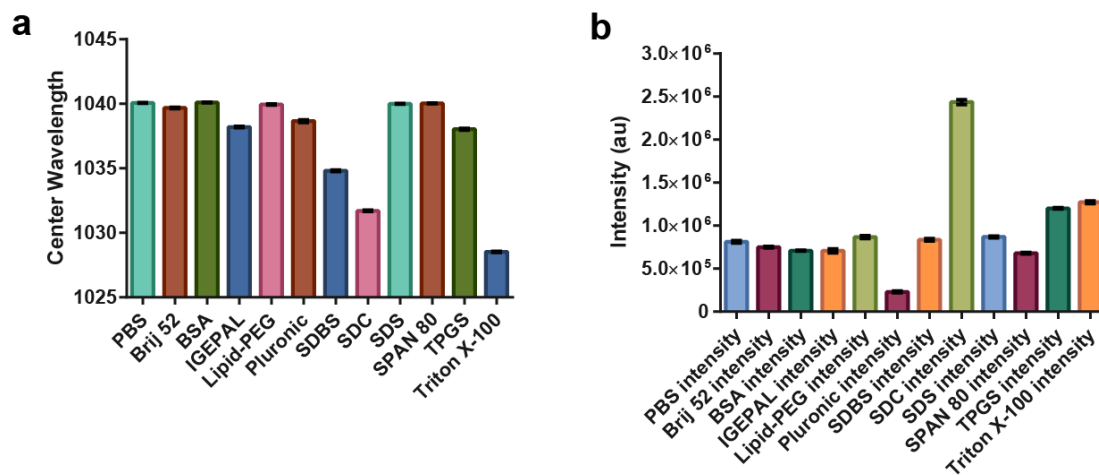 a
Center Wavelength
1045
1040
1035
1030
1025
PBS
Brij 52
BSA
IGEPAL
Lipid-PEG
Pluronic
SDBS
SDC
SDS
SPAN 80
TPGS
Triton X-100
b
Intensity (au)
3.0×10⁶
2.5×10⁶
2.0×10⁶
1.5×10⁶
1.0×10⁶
5.0×10⁵
0
PBS intensity
Brij 52 intensity
BSA intensity
IGEPAL intensity
Lipid-PEG intensity
Pluronic intensity
SDBS intensity
SDC intensity
SDS intensity
SPAN 80 intensity
TPGS intensity
Triton X-100 intensity